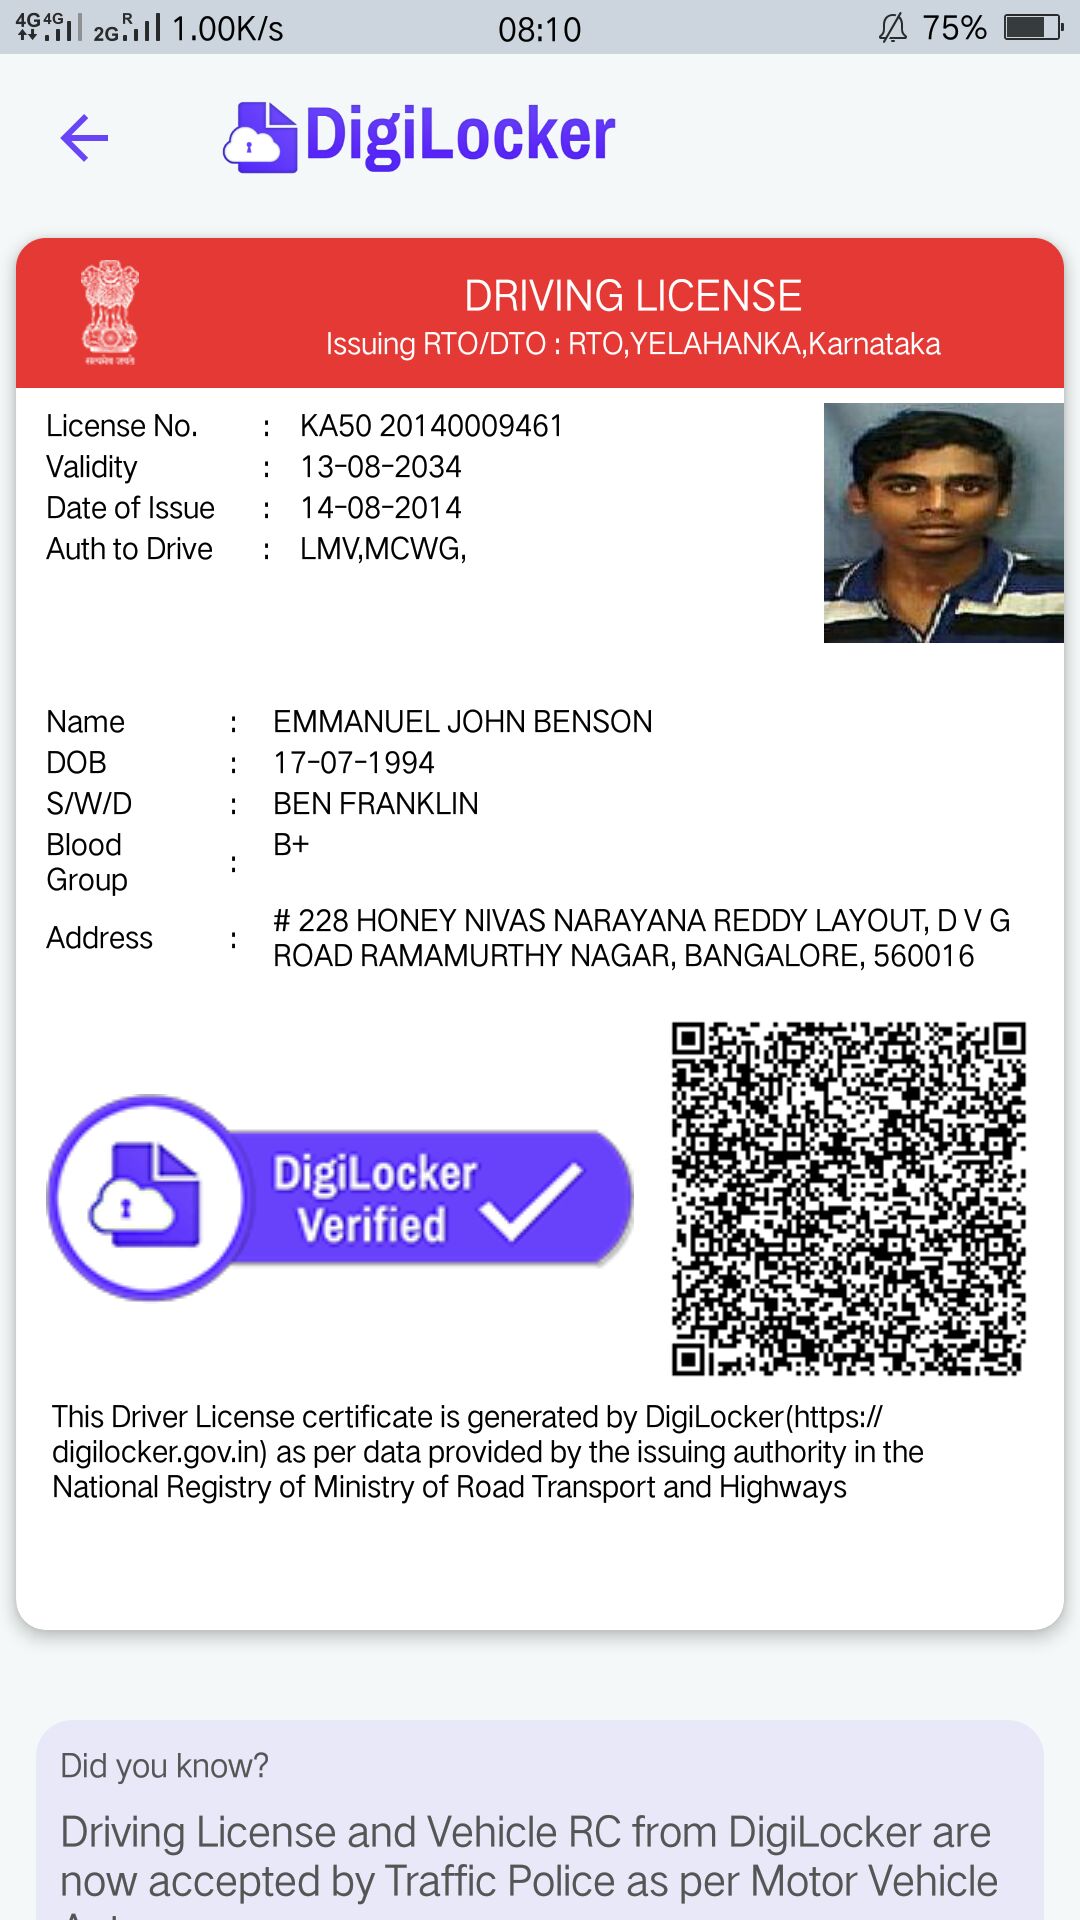 4G 4G 2G R 1.00K/s 08:10 75%
DigiLocker
सत्यमेव जयते
DRIVING LICENSE
Issuing RTO/DTO : RTO,YELAHANKA,Karnataka
License No. : KA50 20140009461
Validity : 13-08-2034
Date of Issue : 14-08-2014
Auth to Drive : LMV,MCWG,
Name : EMMANUEL JOHN BENSON
DOB : 17-07-1994
S/W/D : BEN FRANKLIN
Blood Group : B+
Address : # 228 HONEY NIVAS NARAYANA REDDY LAYOUT, D V G
ROAD RAMAMURTHY NAGAR, BANGALORE, 560016
DigiLocker
Verified
This Driver License certificate is generated by DigiLocker(https://
digilocker.gov.in) as per data provided by the issuing authority in the
National Registry of Ministry of Road Transport and Highways
Did you know?
Driving License and Vehicle RC from DigiLocker are
now accepted by Traffic Police as per Motor Vehicle